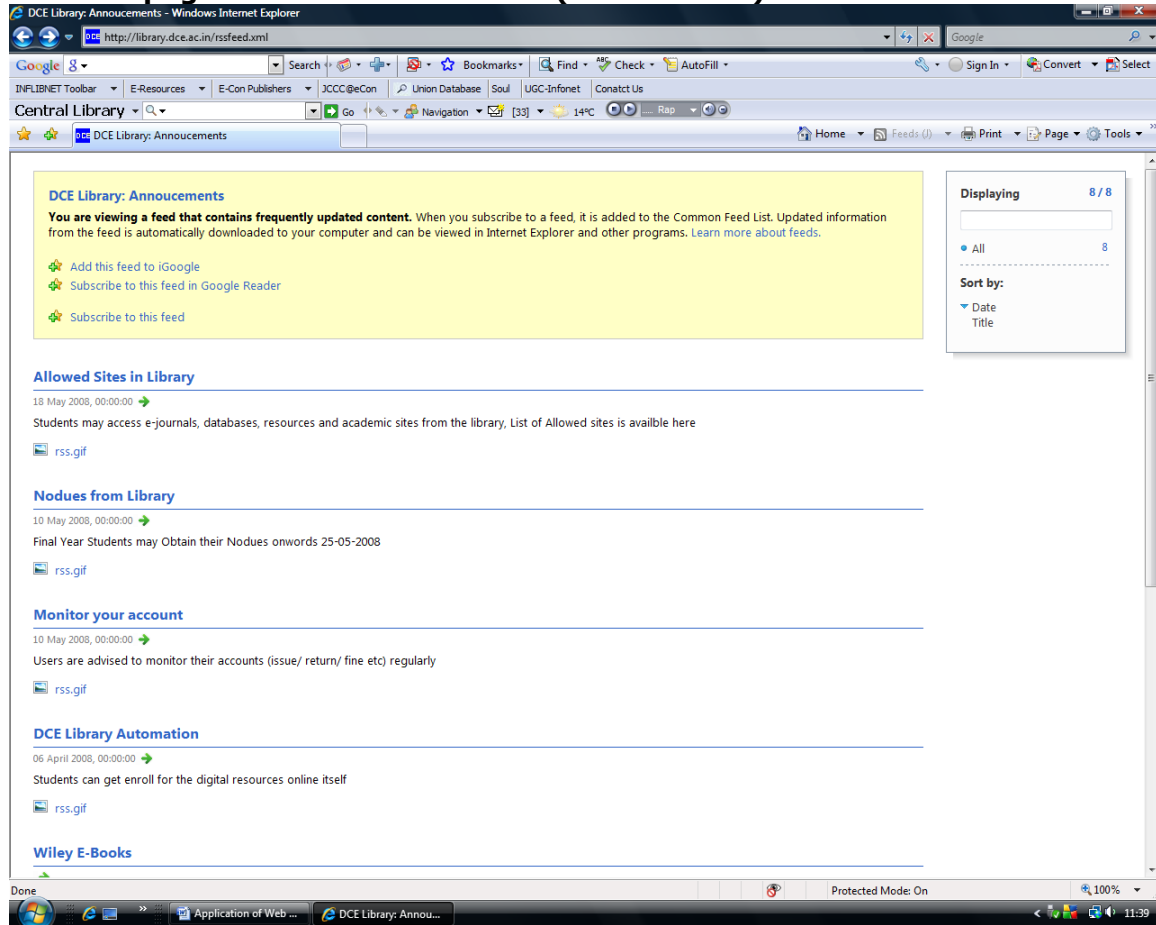 DCE Library: Annoucements - Windows Internet Explorer
http://library.dce.ac.in/rssfeed.xml
Google
Google Search Bookmarks Find Check AutoFill Sign In Convert Select
INFLIBNET Toolbar E-Resources E-Con Publishers JCCC@eCon Union Database Soul UGC-Infonet Conatct Us
Central Library Go Navigation [33] 14°C .... Rap
DCE Library: Annoucements Home Feeds (J) Print Page Tools
DCE Library: Annoucements
You are viewing a feed that contains frequently updated content. When you subscribe to a feed, it is added to the Common Feed List. Updated information
from the feed is automatically downloaded to your computer and can be viewed in Internet Explorer and other programs. Learn more about feeds.
Add this feed to iGoogle
Subscribe to this feed in Google Reader
Subscribe to this feed
Displaying 8 / 8
All 8
Sort by:
Date
Title
Allowed Sites in Library
18 May 2008, 00:00:00
Students may access e-journals, databases, resources and academic sites from the library, List of Allowed sites is availble here
rss.gif
Nodues from Library
10 May 2008, 00:00:00
Final Year Students may Obtain their Nodues onwords 25-05-2008
rss.gif
Monitor your account
10 May 2008, 00:00:00
Users are advised to monitor their accounts (issue/ return/ fine etc) regularly
rss.gif
DCE Library Automation
06 April 2008, 00:00:00
Students can get enroll for the digital resources online itself
rss.gif
Wiley E-Books
Done Protected Mode: On 100%
Application of Web ... DCE Library: Annou... 11:39